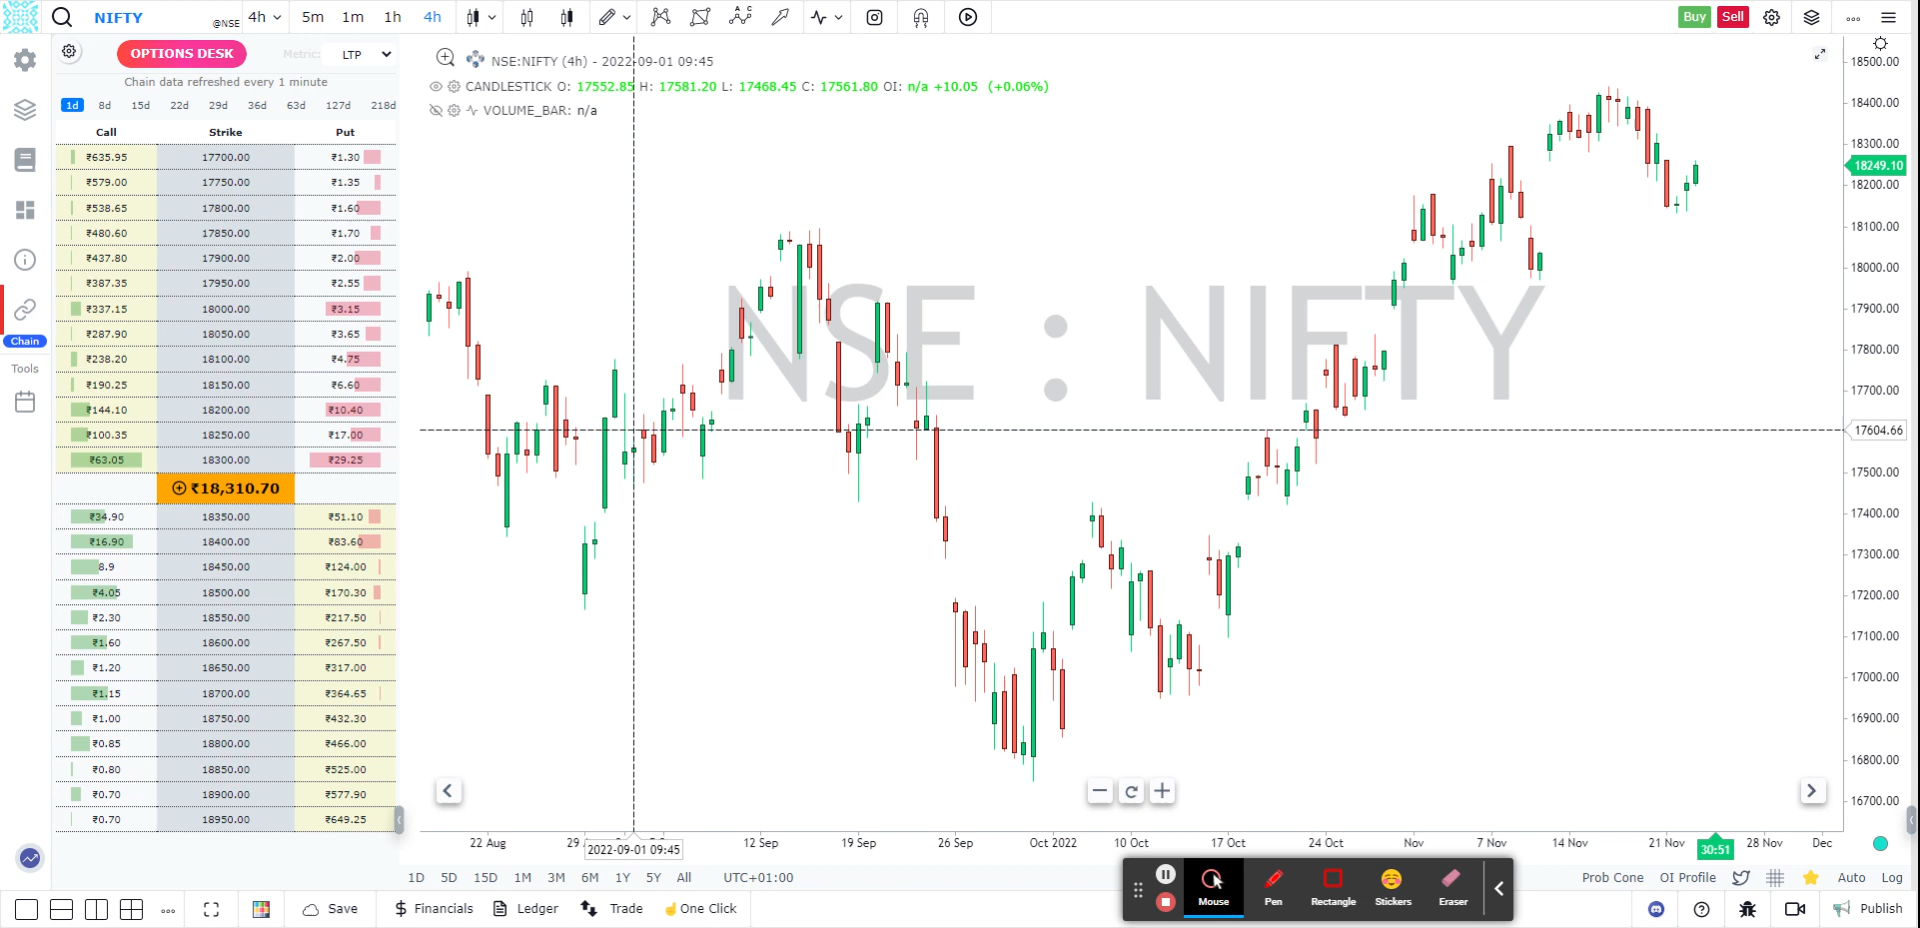 NIFTY @NSE 4h 5m 1m 1h 4h Buy Sell
OPTIONS DESK Metric: LTP
Chain data refreshed every 1 minute
1d 8d 15d 22d 29d 36d 63d 127d 218d
Call Strike Put
₹635.95 17700.00 ₹1.30
₹579.00 17750.00 ₹1.35
₹538.65 17800.00 ₹1.60
₹480.60 17850.00 ₹1.70
₹437.80 17900.00 ₹2.00
₹387.35 17950.00 ₹2.55
₹337.15 18000.00 ₹3.15
₹287.90 18050.00 ₹3.65
₹238.20 18100.00 ₹4.75
₹190.25 18150.00 ₹6.60
₹144.10 18200.00 ₹10.40
₹100.35 18250.00 ₹17.00
₹63.05 18300.00 ₹29.25
₹18,310.70
₹34.90 18350.00 ₹51.10
₹16.90 18400.00 ₹83.60
8.9 18450.00 ₹124.00
₹4.05 18500.00 ₹170.30
₹2.30 18550.00 ₹217.50
₹1.60 18600.00 ₹267.50
₹1.20 18650.00 ₹317.00
₹1.15 18700.00 ₹364.65
₹1.00 18750.00 ₹432.30
₹0.85 18800.00 ₹466.00
₹0.80 18850.00 ₹525.00
₹0.70 18900.00 ₹577.90
₹0.70 18950.00 ₹649.25
Chain
Tools
NSE:NIFTY (4h) - 2022-09-01 09:45
CANDLESTICK O: 17552.85 H: 17581.20 L: 17468.45 C: 17561.80 OI: n/a +10.05 (+0.06%)
VOLUME_BAR: n/a
NSE : NIFTY
18500.00
18400.00
18300.00
18249.10
18200.00
18100.00
18000.00
17900.00
17800.00
17700.00
17604.66
17500.00
17400.00
17300.00
17200.00
17100.00
17000.00
16900.00
16800.00
16700.00
22 Aug 29 2022-09-01 09:45 12 Sep 19 Sep 26 Sep Oct 2022 10 Oct 17 Oct 24 Oct Nov 7 Nov 14 Nov 21 Nov 30:51 28 Nov Dec
1D 5D 15D 1M 3M 6M 1Y 5Y All UTC+01:00 Prob Cone OI Profile Auto Log
Mouse Pen Rectangle Stickers Eraser
Save Financials Ledger Trade One Click Publish